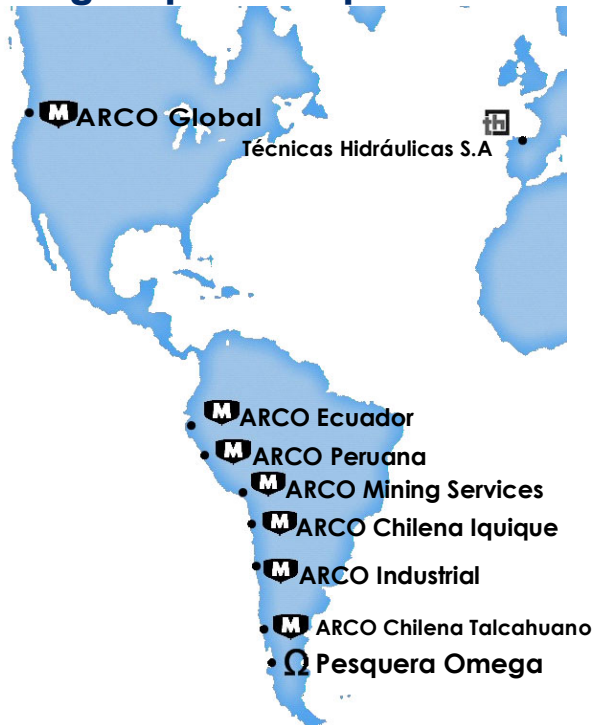 MARCO Global
th
Técnicas Hidráulicas S.A
MARCO Ecuador
MARCO Peruana
MARCO Mining Services
MARCO Chilena Iquique
MARCO Industrial
MARCO Chilena Talcahuano
Ω Pesquera Omega